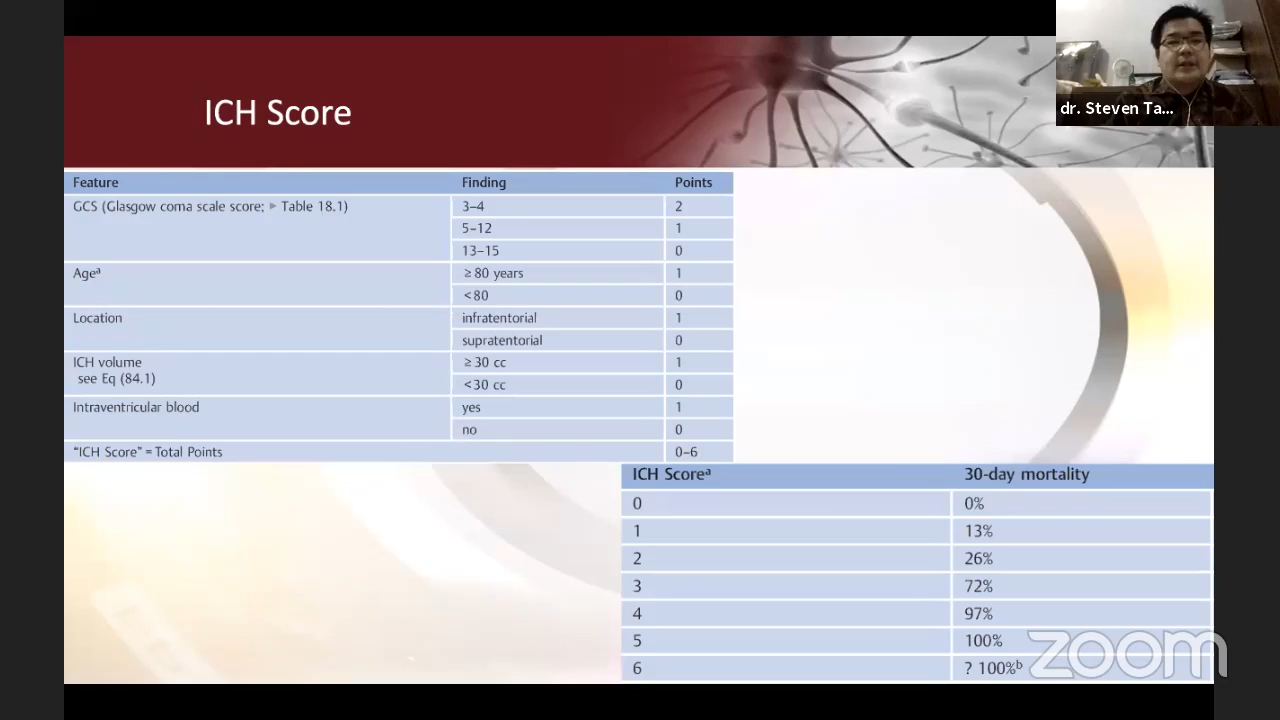 dr. Steven Ta...
ICH Score
Feature Finding Points
GCS (Glasgow coma scale score; ▶ Table 18.1) 3–4 2
5–12 1
13–15 0
Ageᵃ ≥ 80 years 1
<80 0
Location infratentorial 1
supratentorial 0
ICH volume ≥ 30 cc 1
see Eq (84.1)
<30 cc 0
Intraventricular blood yes 1
no 0
“ICH Score” = Total Points 0–6
ICH Scoreᵃ 30-day mortality
0 0%
1 13%
2 26%
3 72%
4 97%
5 100%
6 ? 100%ᵇ
zoom